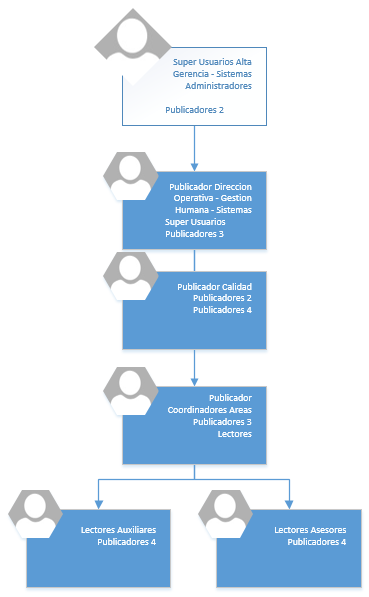 Super Usuarios Alta
Gerencia - Sistemas
Administradores
Publicadores 2
Publicador Direccion
Operativa - Gestion
Humana - Sistemas
Super Usuarios
Publicadores 3
Publicador Calidad
Publicadores 2
Publicadores 4
Publicador
Coordinadores Areas
Publicadores 3
Lectores
Lectores Auxiliares
Publicadores 4
Lectores Asesores
Publicadores 4